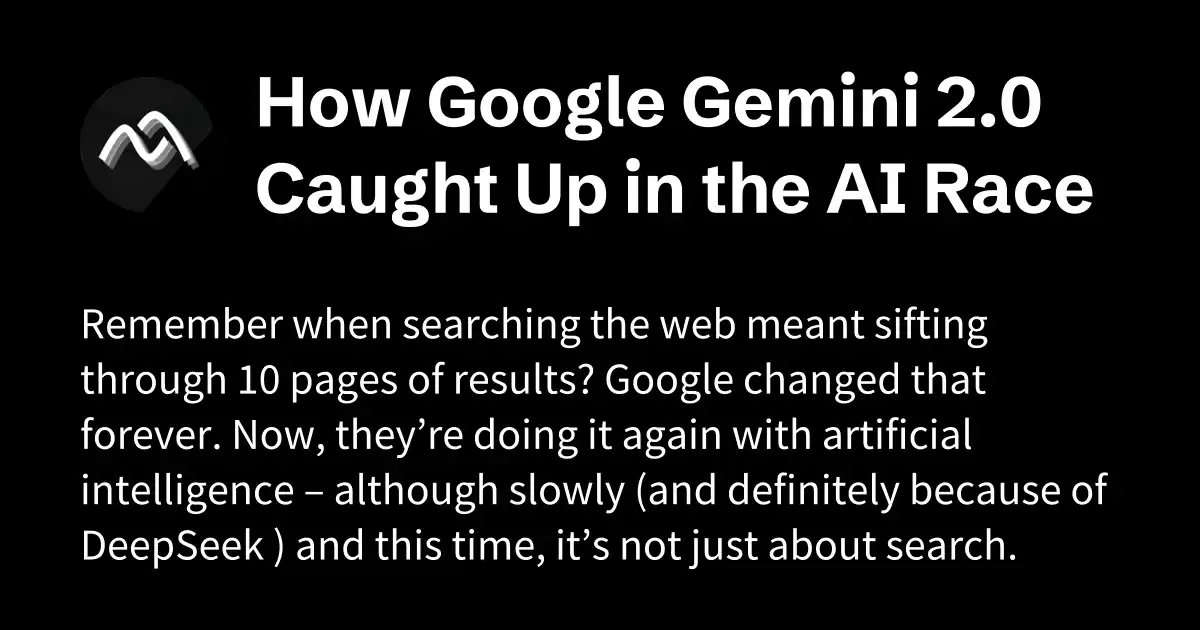 How Google Gemini 2.0
Caught Up in the AI Race
Remember when searching the web meant sifting
through 10 pages of results? Google changed that
forever. Now, they’re doing it again with artificial
intelligence – although slowly (and definitely because of
DeepSeek ) and this time, it’s not just about search.